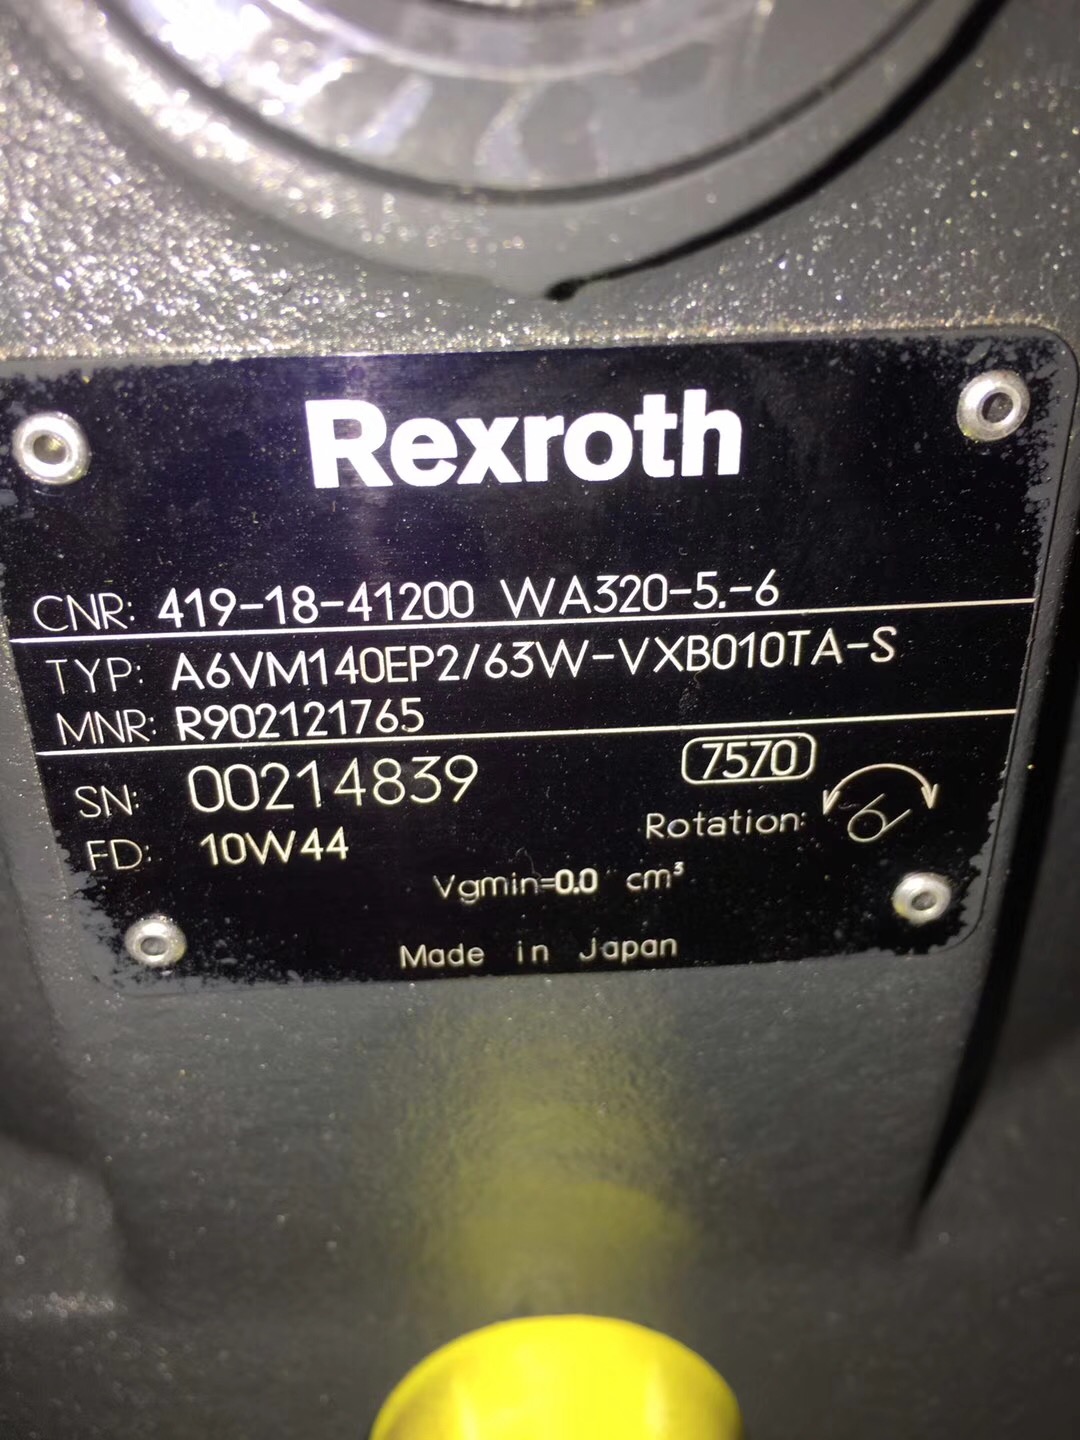 Rexroth
CNR: 419-18-41200 WA320-5.-6
TYP: A6VM140EP2/63W-VXB010TA-S
MNR: R902121765
7570
SN: 00214839
Rotation:
FD: 10W44
Vgmin=0.0 cm³
Made in Japan